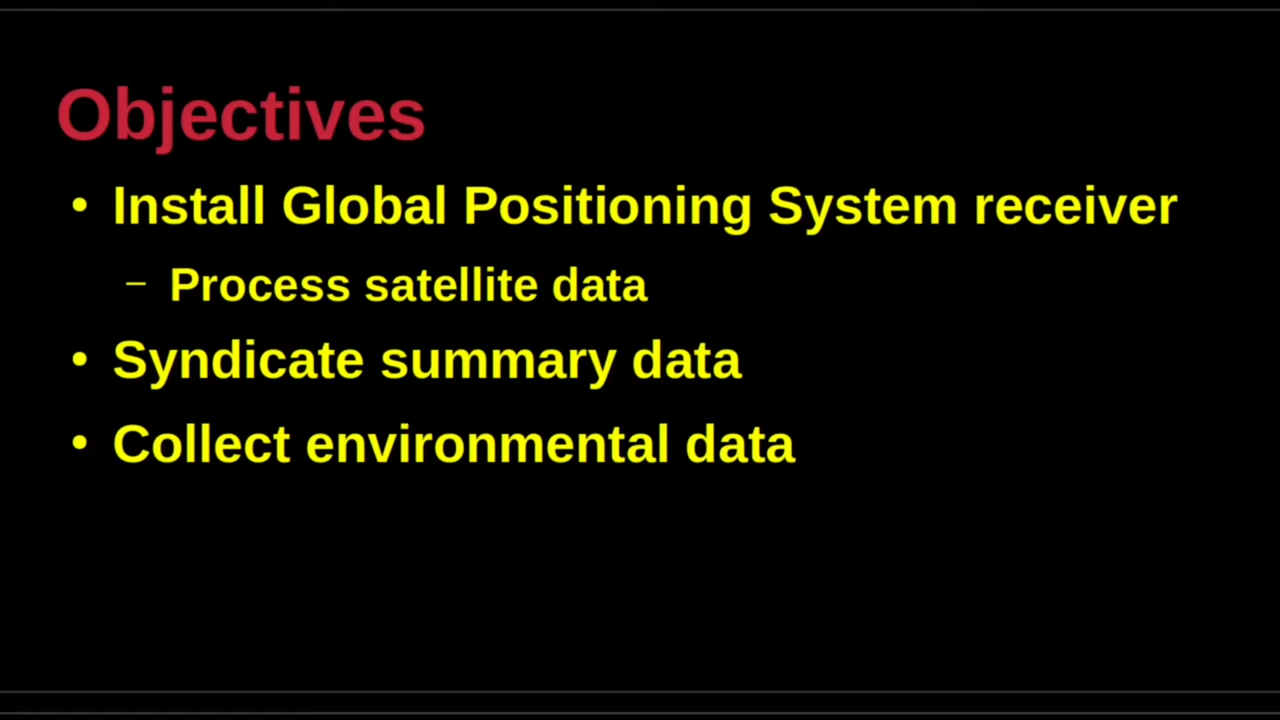 Objectives
• Install Global Positioning System receiver
– Process satellite data
• Syndicate summary data
• Collect environmental data